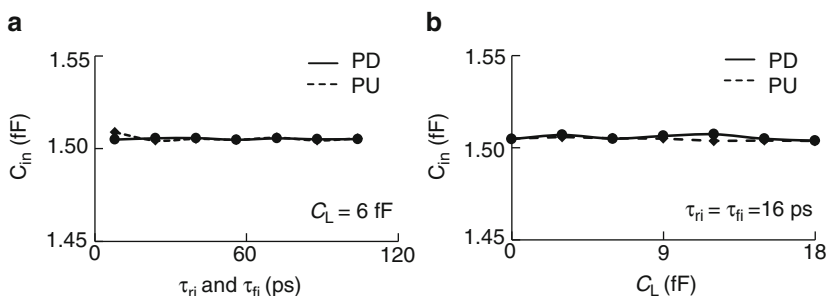 a
1.55
1.50
1.45
C_in (fF)
PD
PU
C_L = 6 fF
0
60
120
τ_ri and τ_fi (ps)
b
1.55
1.50
1.45
C_in (fF)
PD
PU
τ_ri = τ_fi =16 ps
0
9
18
C_L (fF)